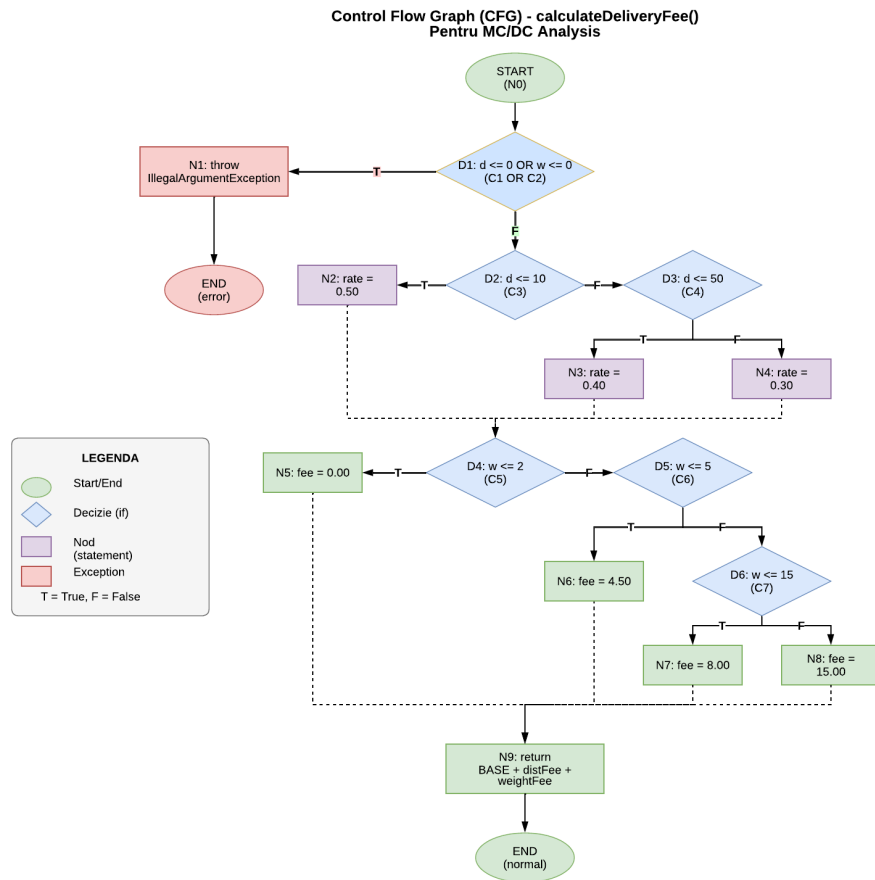 Control Flow Graph (CFG) - calculateDeliveryFee()
Pentru MC/DC Analysis
START
(N0)
N1: throw
IllegalArgumentException
T
D1: d <= 0 OR w <= 0
(C1 OR C2)
F
END
(error)
N2: rate =
0.50
T
D2: d <= 10
(C3)
F
D3: d <= 50
(C4)
T
F
N3: rate =
0.40
N4: rate =
0.30
N5: fee = 0.00
T
D4: w <= 2
(C5)
F
D5: w <= 5
(C6)
T
F
N6: fee = 4.50
D6: w <= 15
(C7)
T
F
N7: fee = 8.00
N8: fee =
15.00
LEGENDA
Start/End
Decizie (if)
Nod
(statement)
Exception
T = True, F = False
N9: return
BASE + distFee +
weightFee
END
(normal)